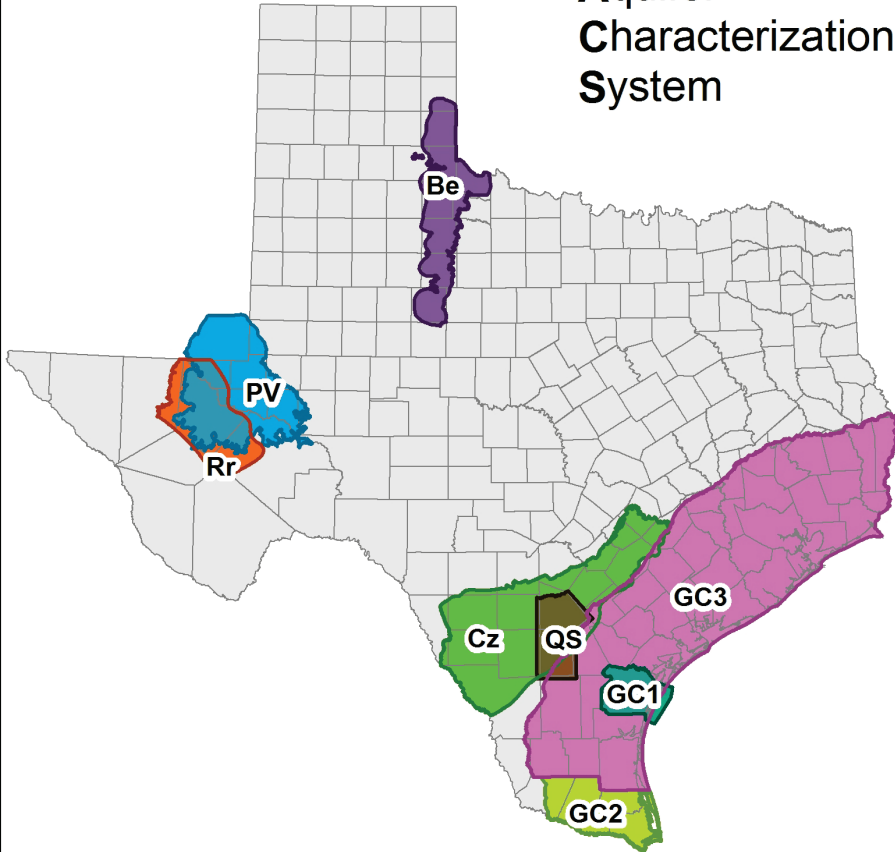 Characterization
System
Be
PV
Rr
GC3
Cz
QS
GC1
GC2